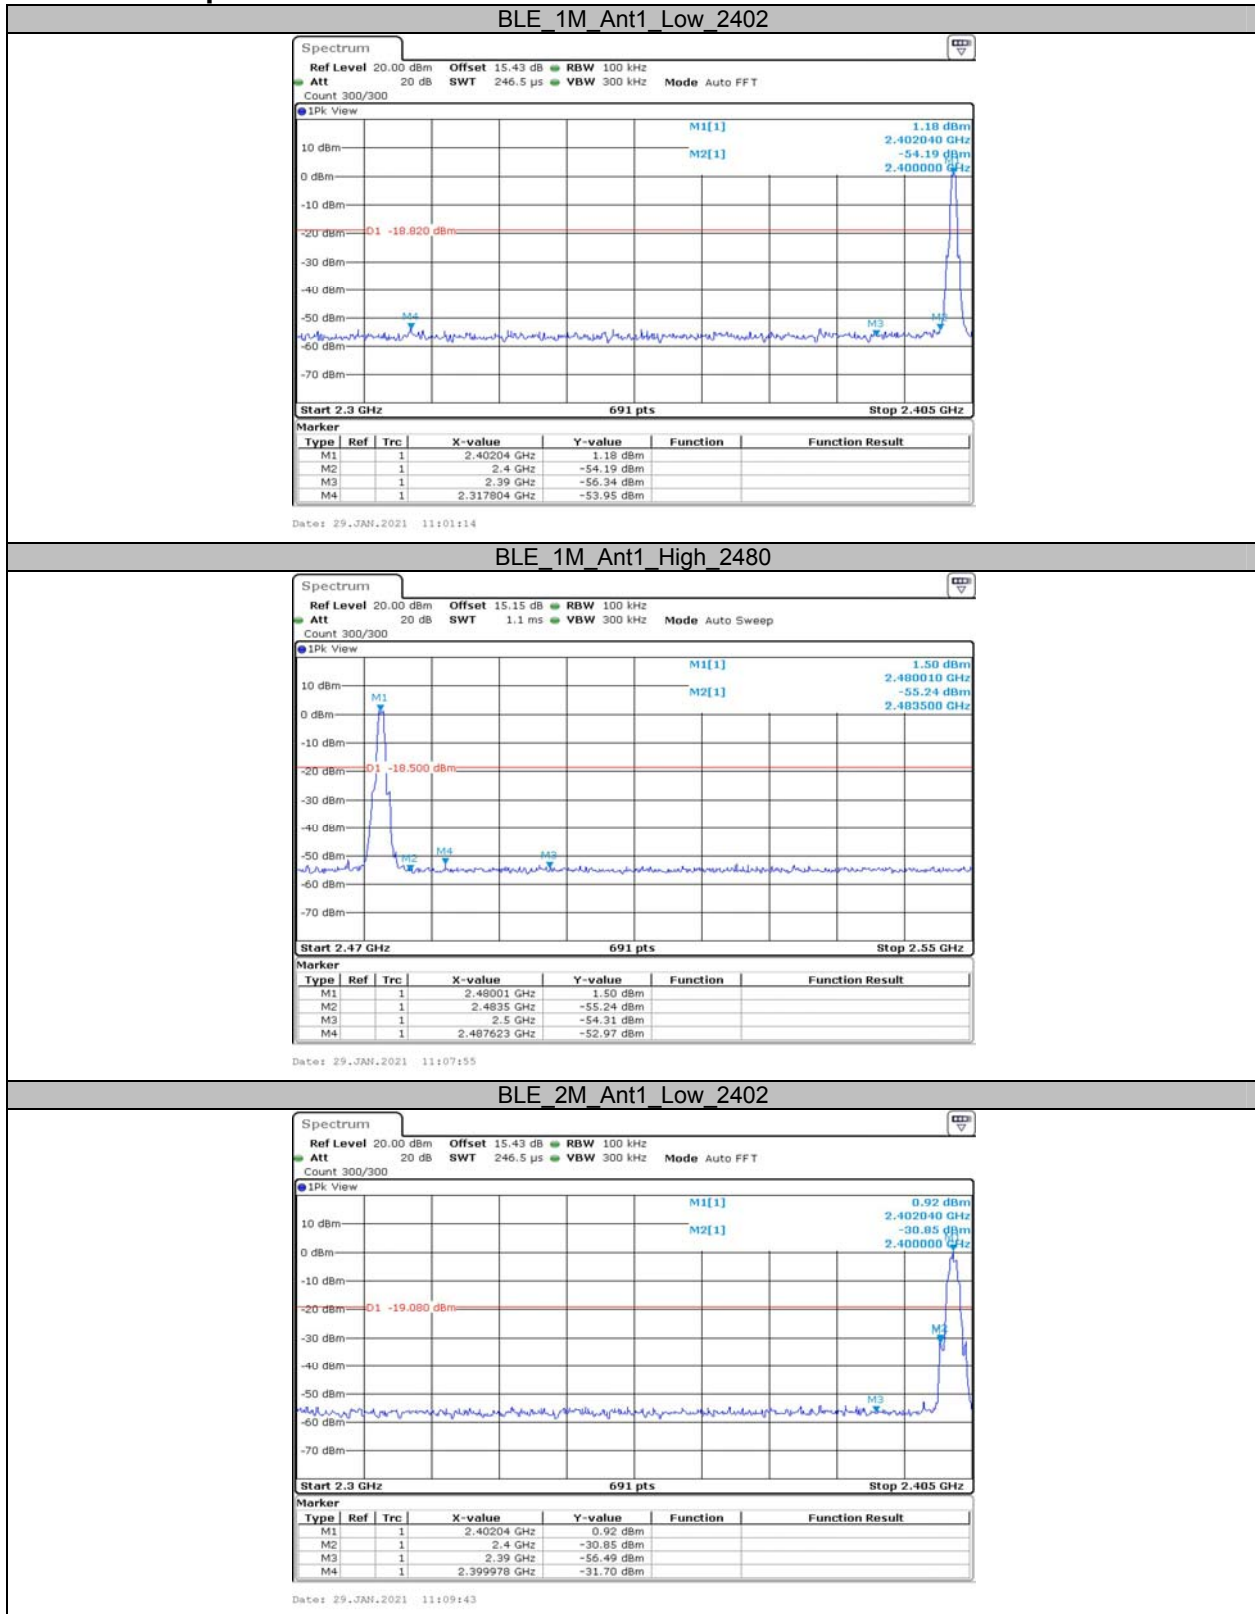 BLE_1M_Ant1_Low_2402
Spectrum
Ref Level 20.00 dBm Offset 15.43 dB RBW 100 kHz
Att 20 dB SWT 246.5 µs VBW 300 kHz Mode Auto FFT
Count 300/300
1Pk View
M1[1] 1.18 dBm
2.402040 GHz
M2[1] -54.19 dBm
2.400000 GHz
10 dBm
0 dBm
-10 dBm
-20 dBm
D1 -18.820 dBm
-30 dBm
-40 dBm
-50 dBm
-60 dBm
-70 dBm
M4 M3 M2 M1
Start 2.3 GHz 691 pts Stop 2.405 GHz
Marker
Type Ref Trc X-value Y-value Function Function Result
M1 1 2.40204 GHz 1.18 dBm
M2 1 2.4 GHz -54.19 dBm
M3 1 2.39 GHz -56.34 dBm
M4 1 2.317804 GHz -53.95 dBm
Date: 29.JAN.2021 11:01:14
BLE_1M_Ant1_High_2480
Spectrum
Ref Level 20.00 dBm Offset 15.15 dB RBW 100 kHz
Att 20 dB SWT 1.1 ms VBW 300 kHz Mode Auto Sweep
Count 300/300
1Pk View
M1[1] 1.50 dBm
2.480010 GHz
M2[1] -55.24 dBm
2.483500 GHz
10 dBm
0 dBm
-10 dBm
-20 dBm
D1 -18.500 dBm
-30 dBm
-40 dBm
-50 dBm
-60 dBm
-70 dBm
M1 M2 M4 M3
Start 2.47 GHz 691 pts Stop 2.55 GHz
Marker
Type Ref Trc X-value Y-value Function Function Result
M1 1 2.48001 GHz 1.50 dBm
M2 1 2.4835 GHz -55.24 dBm
M3 1 2.5 GHz -54.31 dBm
M4 1 2.487623 GHz -52.97 dBm
Date: 29.JAN.2021 11:07:55
BLE_2M_Ant1_Low_2402
Spectrum
Ref Level 20.00 dBm Offset 15.43 dB RBW 100 kHz
Att 20 dB SWT 246.5 µs VBW 300 kHz Mode Auto FFT
Count 300/300
1Pk View
M1[1] 0.92 dBm
2.402040 GHz
M2[1] -30.85 dBm
2.400000 GHz
10 dBm
0 dBm
-10 dBm
-20 dBm
D1 -19.080 dBm
-30 dBm
-40 dBm
-50 dBm
-60 dBm
-70 dBm
M3 M2 M1
Start 2.3 GHz 691 pts Stop 2.405 GHz
Marker
Type Ref Trc X-value Y-value Function Function Result
M1 1 2.40204 GHz 0.92 dBm
M2 1 2.4 GHz -30.85 dBm
M3 1 2.39 GHz -56.49 dBm
M4 1 2.399978 GHz -31.70 dBm
Date: 29.JAN.2021 11:09:43